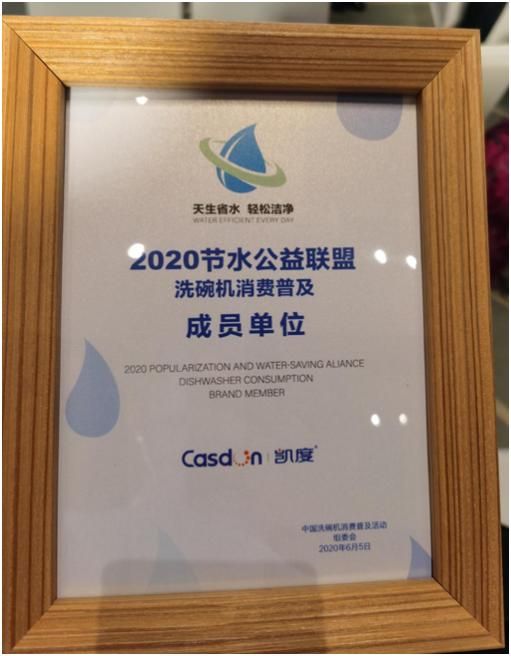 天生省水 轻松洁净
WATER EFFICIENT EVERY DAY
2020节水公益联盟
洗碗机消费普及
成员单位
2020 POPULARIZATION AND WATER-SAVING ALIANCE
DISHWASHER CONSUMPTION
BRAND MEMBER
Casdon 凯度®
中国洗碗机消费普及活动
组委会
2020年6月5日